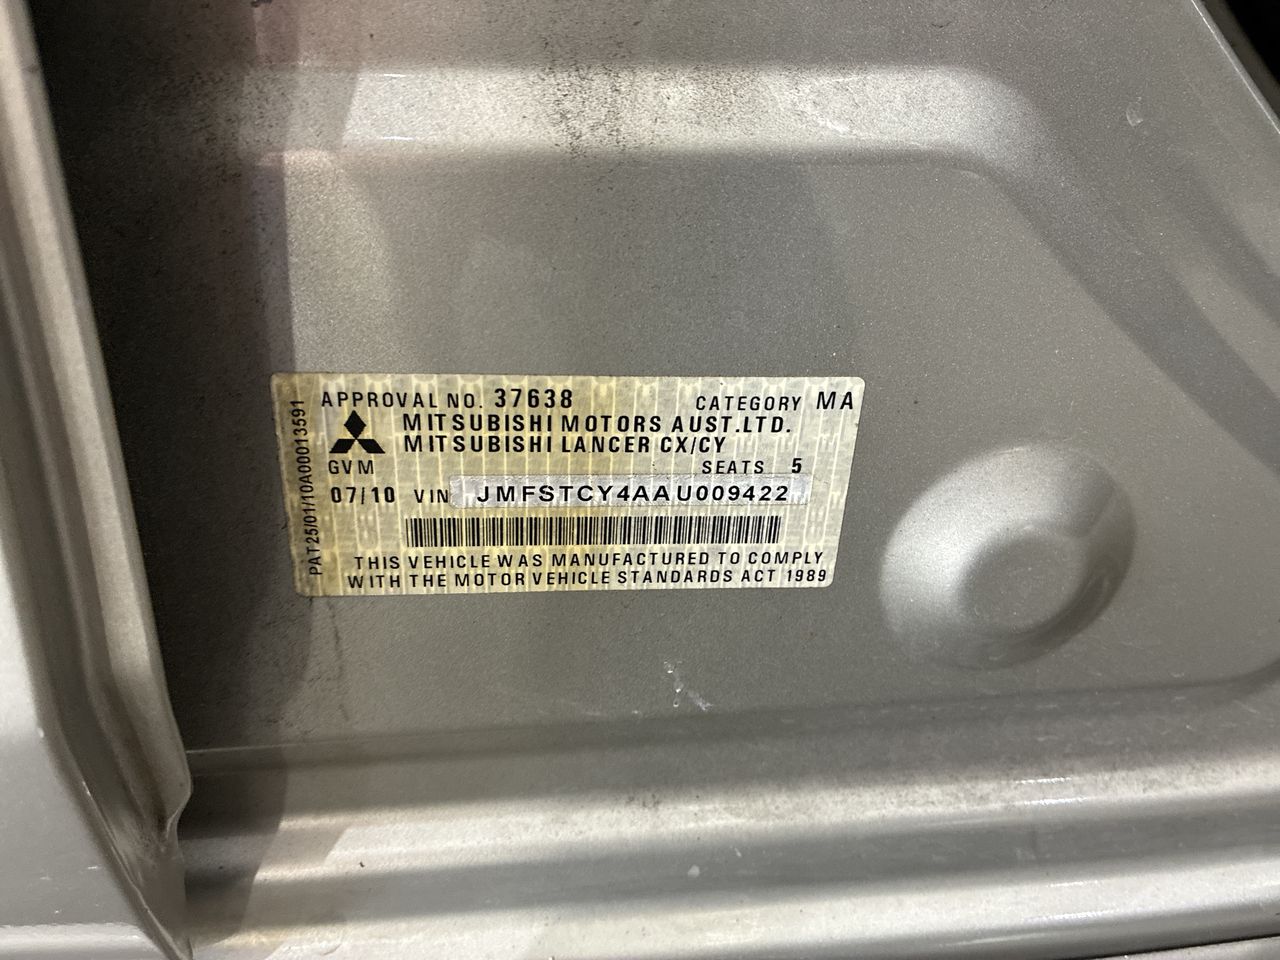 APPROVAL NO. 37638 CATEGORY MA
MITSUBISHI MOTORS AUST.LTD.
MITSUBISHI LANCER CX/CY
GVM SEATS 5
07/10 VIN JMFSTCY4AAU009422
THIS VEHICLE WAS MANUFACTURED TO COMPLY
WITH THE MOTOR VEHICLE STANDARDS ACT 1989
PAT25/01/10A00013591